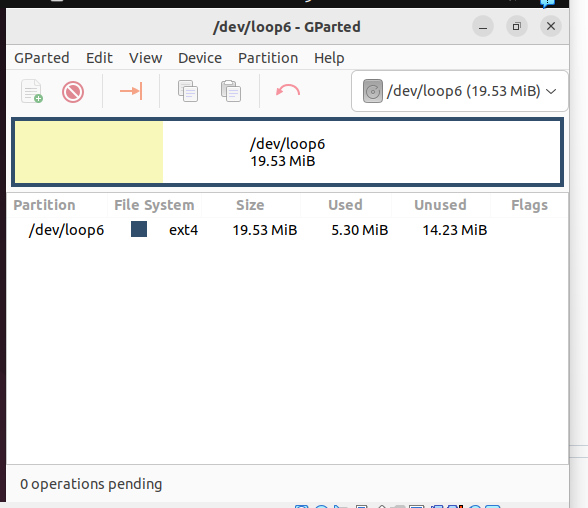 /dev/loop6 - GParted
GParted Edit View Device Partition Help
/dev/loop6 (19.53 MiB)
/dev/loop6
19.53 MiB
Partition File System Size Used Unused Flags
/dev/loop6 ext4 19.53 MiB 5.30 MiB 14.23 MiB
0 operations pending